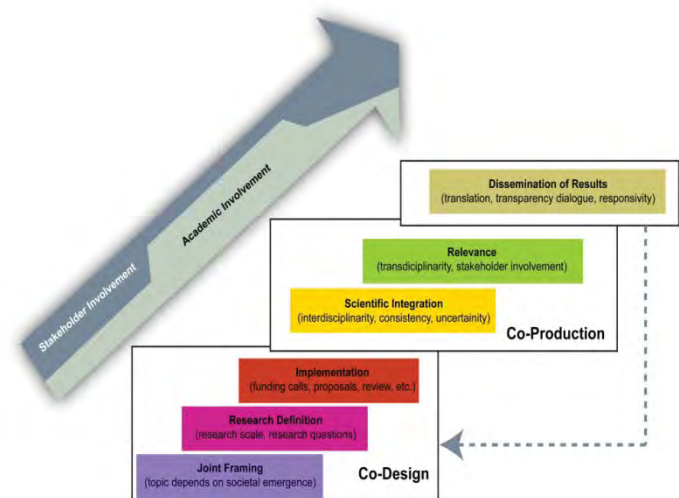 Stakeholder Involvement
Academic Involvement
Dissemination of Results
(translation, transparency dialogue, responsivity)
Relevance
(transdiciplinarity, stakeholder involvement)
Scientific Integration
(interdisciplinarity, consistency, uncertainity)
Co-Production
Implementation
(funding calls, proposals, review, etc.)
Research Definition
(research scale, research questions)
Joint Framing
(topic depends on societal emergence)
Co-Design